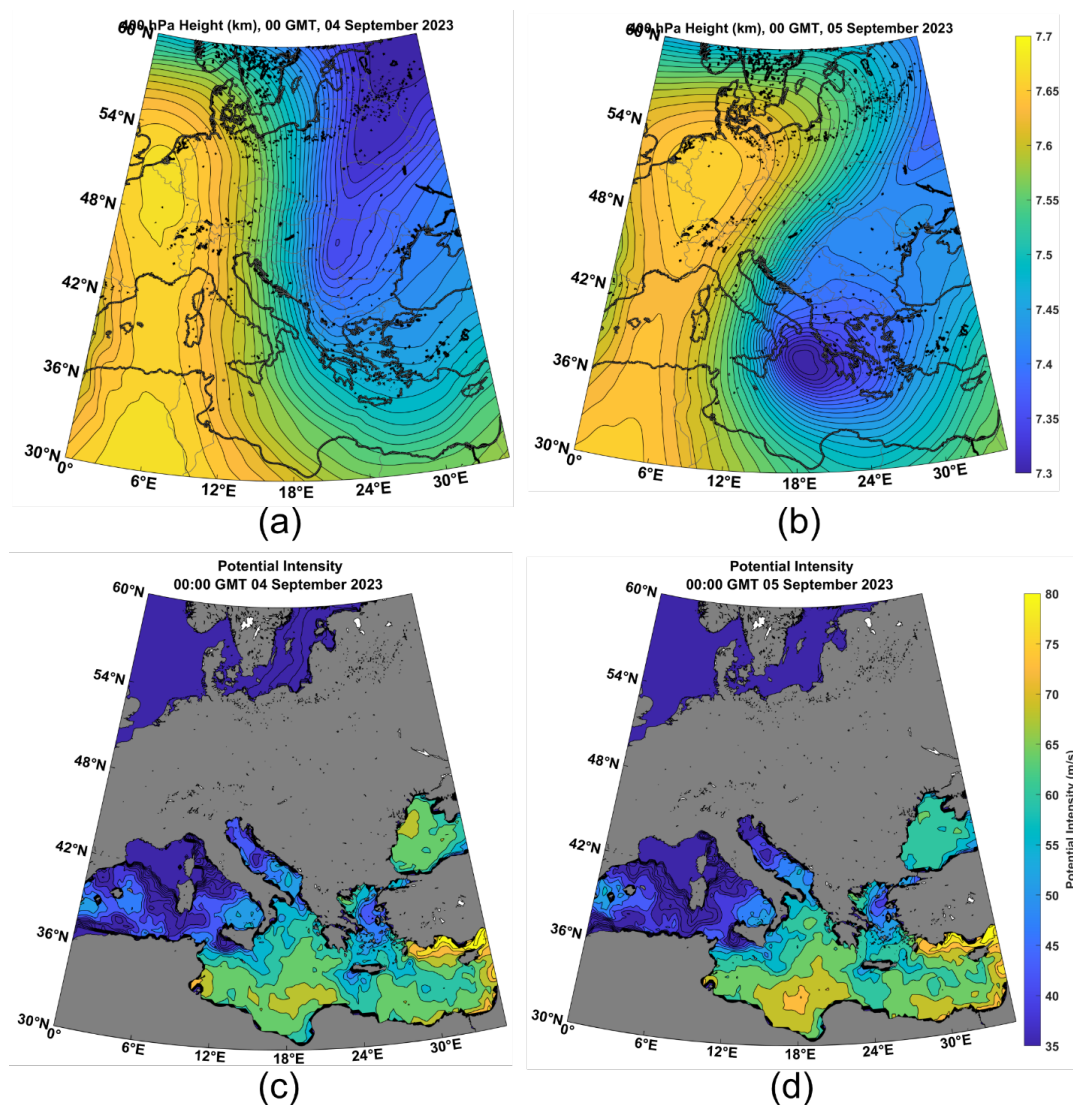 400 hPa Height (km), 00 GMT, 04 September 2023
60°N
54°N
48°N
42°N
36°N
30°N
0°
6°E
12°E
18°E
24°E
30°E
(a)
400 hPa Height (km), 00 GMT, 05 September 2023
60°N
54°N
48°N
42°N
36°N
30°N
0°
6°E
12°E
18°E
24°E
30°E
7.7
7.65
7.6
7.55
7.5
7.45
7.4
7.35
7.3
(b)
Potential Intensity
00:00 GMT 04 September 2023
60°N
54°N
48°N
42°N
36°N
30°N
0°
6°E
12°E
18°E
24°E
30°E
(c)
Potential Intensity
00:00 GMT 05 September 2023
60°N
54°N
48°N
42°N
36°N
30°N
0°
6°E
12°E
18°E
24°E
30°E
80
75
70
65
60
55
50
45
40
35
Potential Intensity (m/s)
(d)